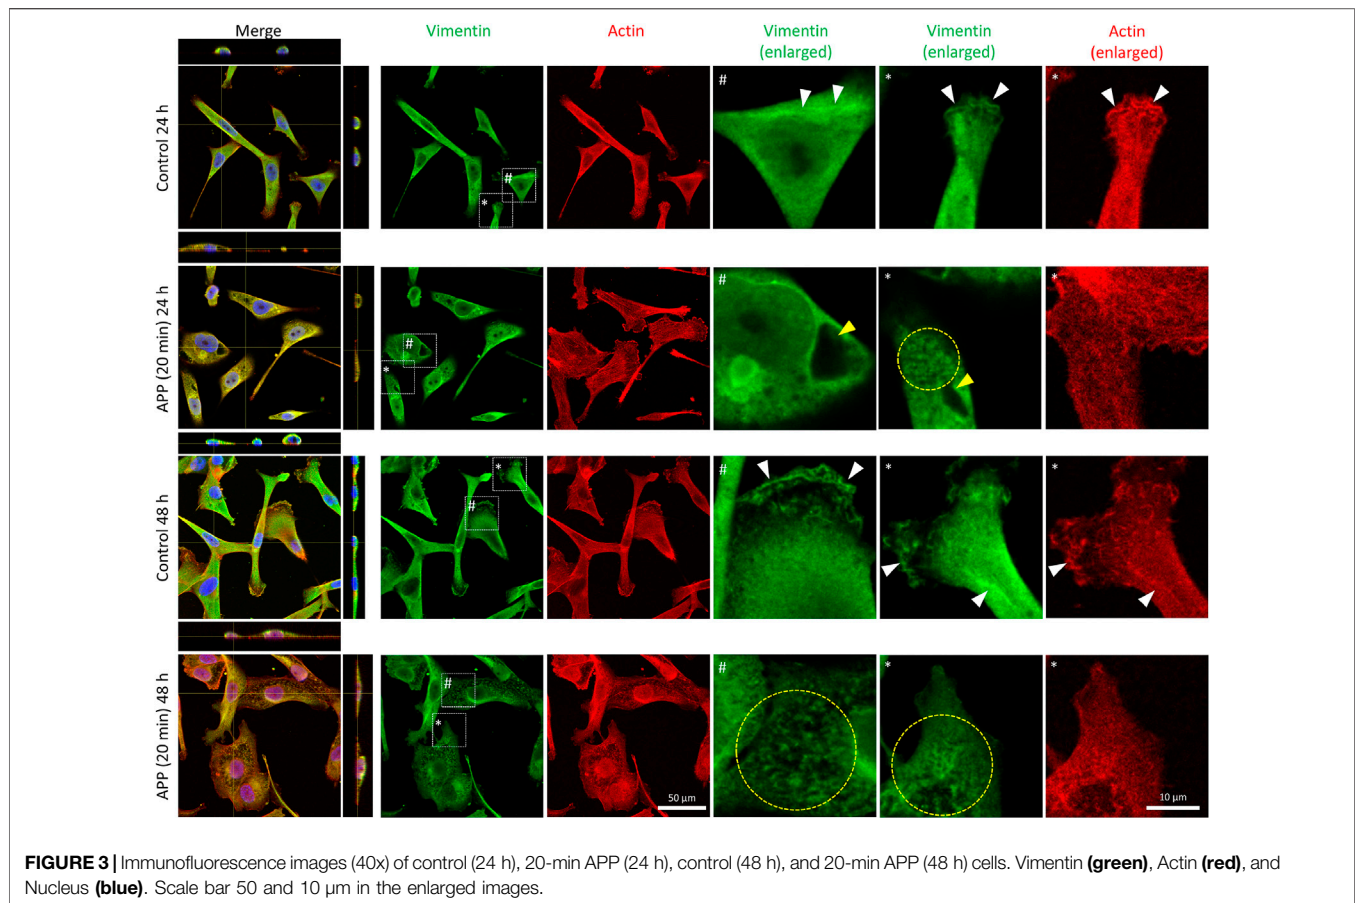 Merge
Vimentin
Actin
Vimentin
(enlarged)
Vimentin
(enlarged)
Actin
(enlarged)
Control 24 h
#
*
#
*
*
APP (20 min) 24 h
#
*
#
*
*
Control 48 h
*
#
#
*
*
APP (20 min) 48 h
#
*
#
*
*
50 µm
10 µm
FIGURE 3 | Immunofluorescence images (40x) of control (24 h), 20-min APP (24 h), control (48 h), and 20-min APP (48 h) cells. Vimentin (green), Actin (red), and
Nucleus (blue). Scale bar 50 and 10 µm in the enlarged images.